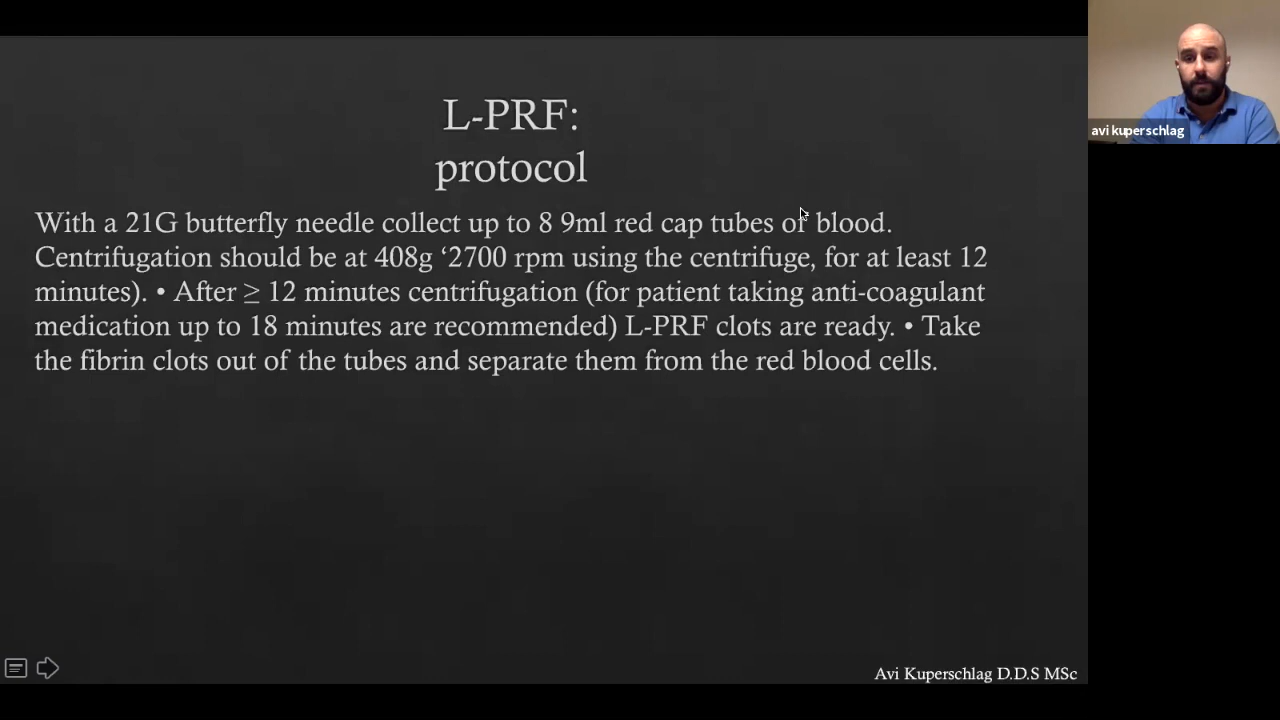 L-PRF:
protocol
With a 21G butterfly needle collect up to 8 9ml red cap tubes of blood.
Centrifugation should be at 408g ‘2700 rpm using the centrifuge, for at least 12
minutes). • After ≥ 12 minutes centrifugation (for patient taking anti-coagulant
medication up to 18 minutes are recommended) L-PRF clots are ready. • Take
the fibrin clots out of the tubes and separate them from the red blood cells.
Avi Kuperschlag D.D.S MSc
avi kuperschlag